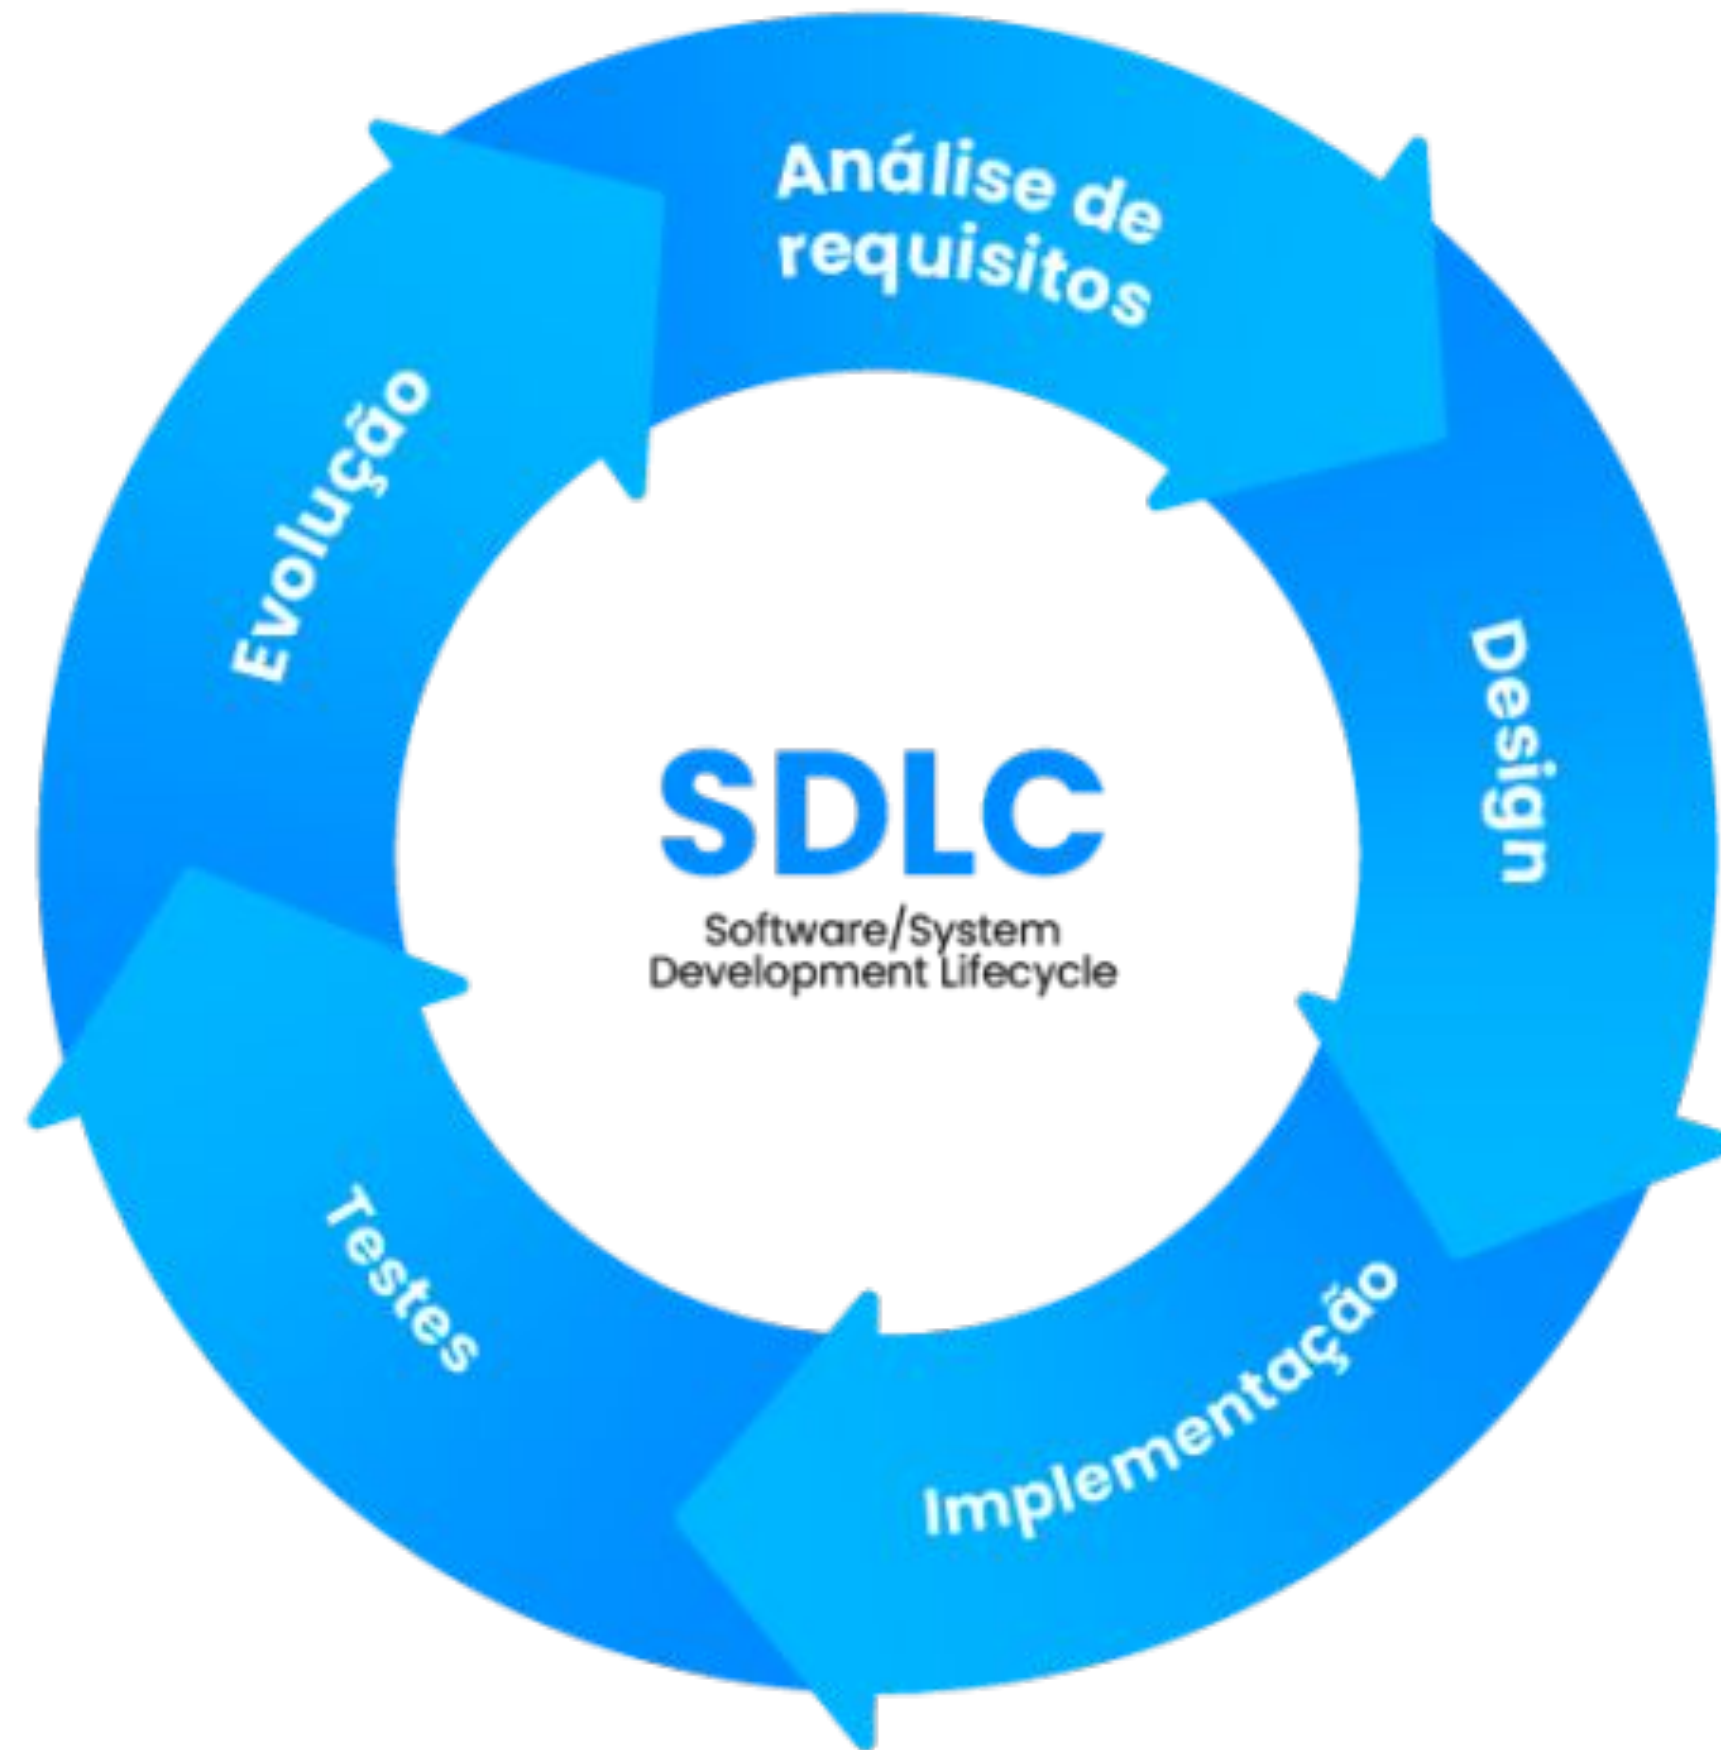 Análise de
requisitos
Design
Implementação
Testes
Evolução
SDLC
Software/System
Development Lifecycle